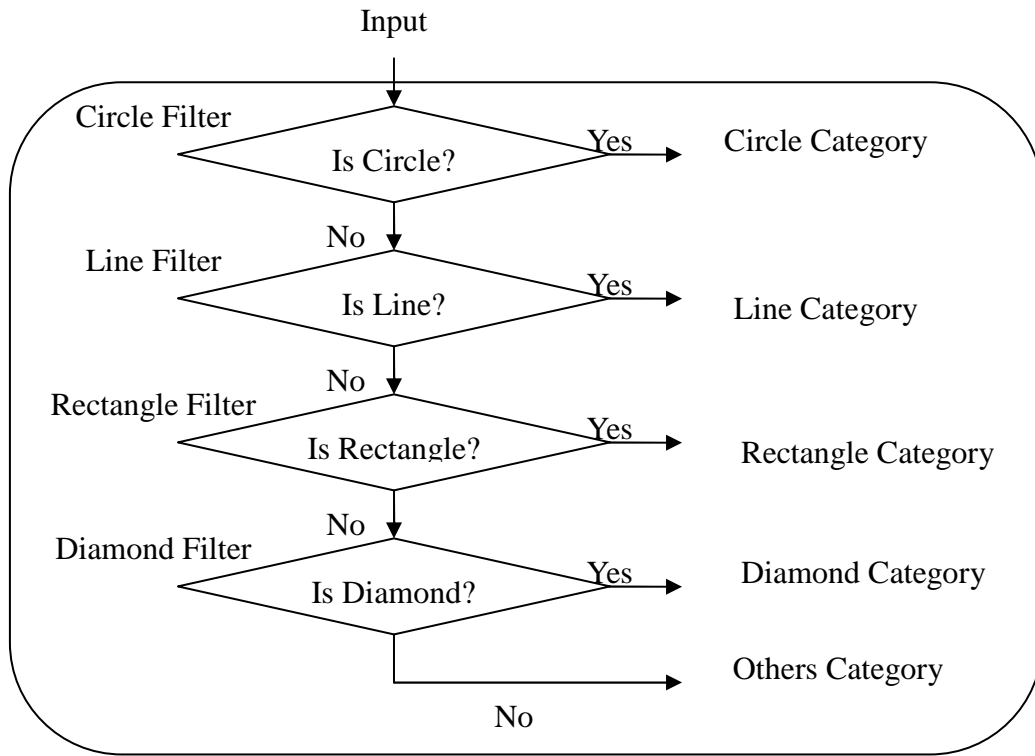 Input
Circle Filter
Is Circle?
Yes
Circle Category
No
Line Filter
Is Line?
Yes
Line Category
No
Rectangle Filter
Is Rectangle?
Yes
Rectangle Category
No
Diamond Filter
Is Diamond?
Yes
Diamond Category
Others Category
No